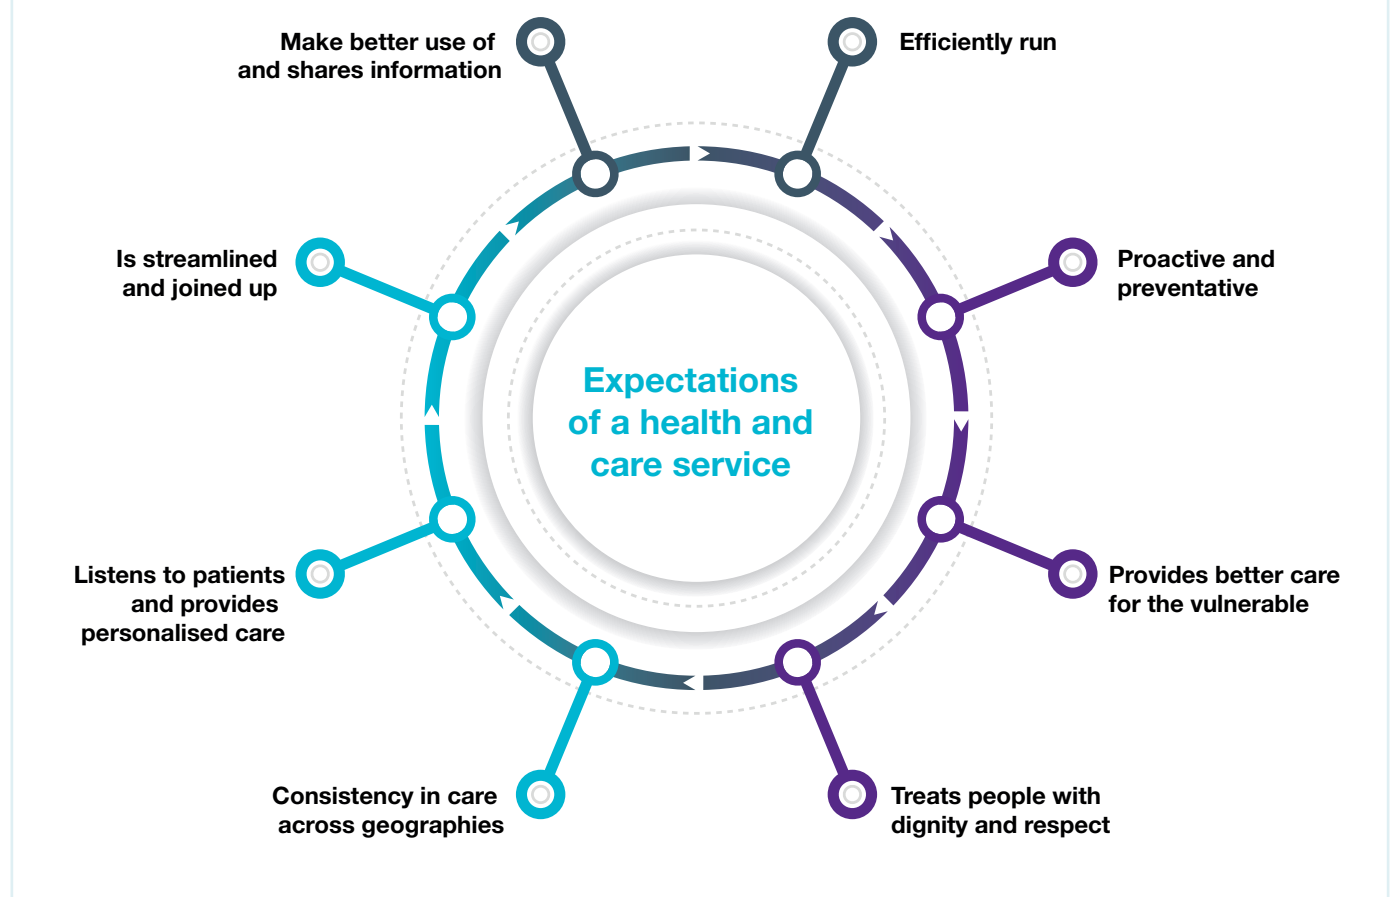 Make better use of
and shares information
Efficiently run
Is streamlined
and joined up
Proactive and
preventative
Expectations
of a health and
care service
Listens to patients
and provides
personalised care
Provides better care
for the vulnerable
Consistency in care
across geographies
Treats people with
dignity and respect